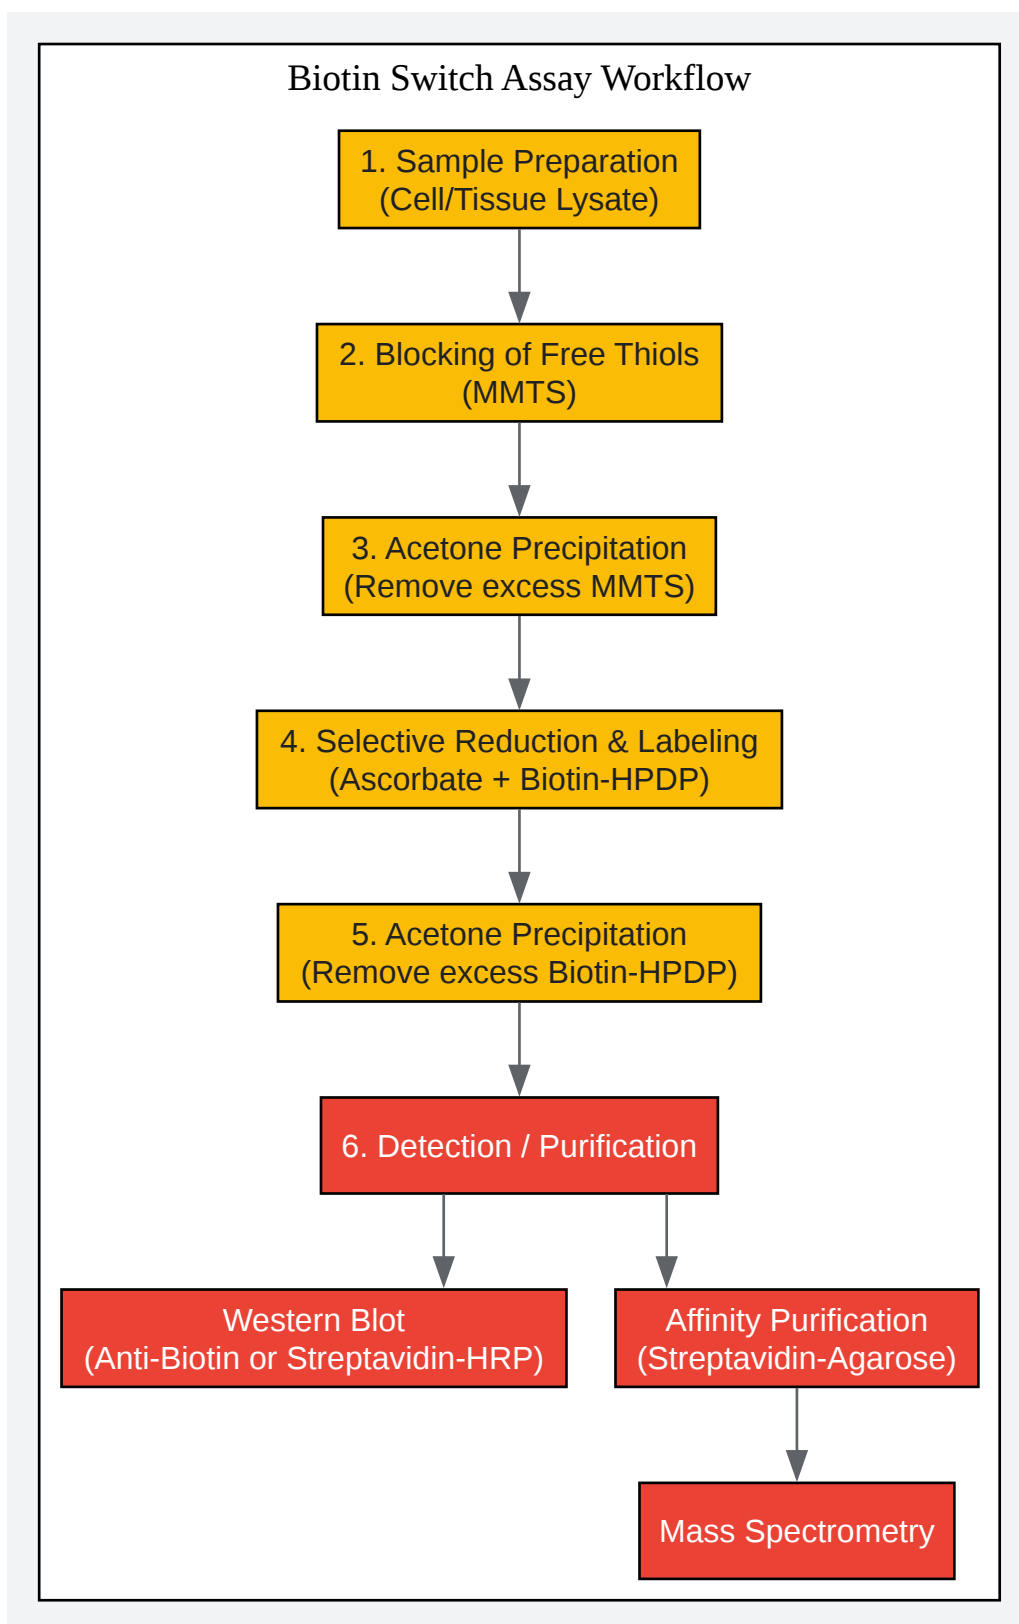 Biotin Switch Assay Workflow
1. Sample Preparation
(Cell/Tissue Lysate)
2. Blocking of Free Thiols
(MMTS)
3. Acetone Precipitation
(Remove excess MMTS)
4. Selective Reduction & Labeling
(Ascorbate + Biotin-HPDP)
5. Acetone Precipitation
(Remove excess Biotin-HPDP)
6. Detection / Purification
Western Blot
(Anti-Biotin or Streptavidin-HRP)
Affinity Purification
(Streptavidin-Agarose)
Mass Spectrometry